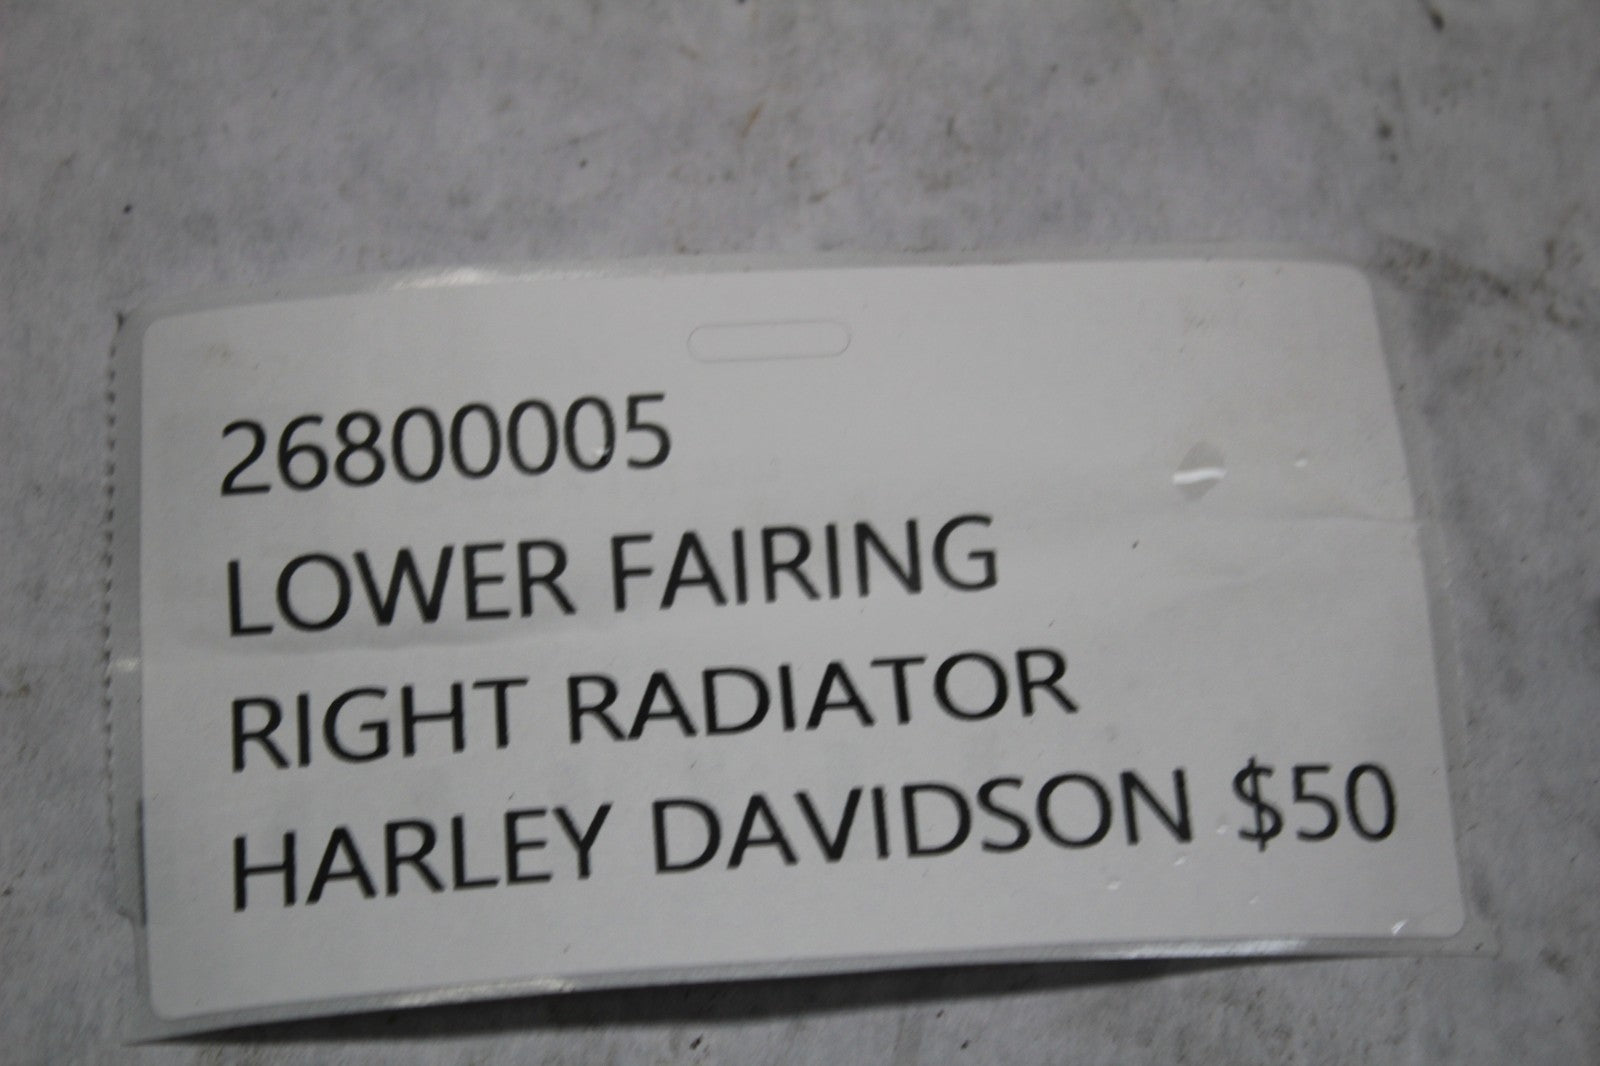 26800005
LOWER FAIRING
RIGHT RADIATOR
HARLEY DAVIDSON $50